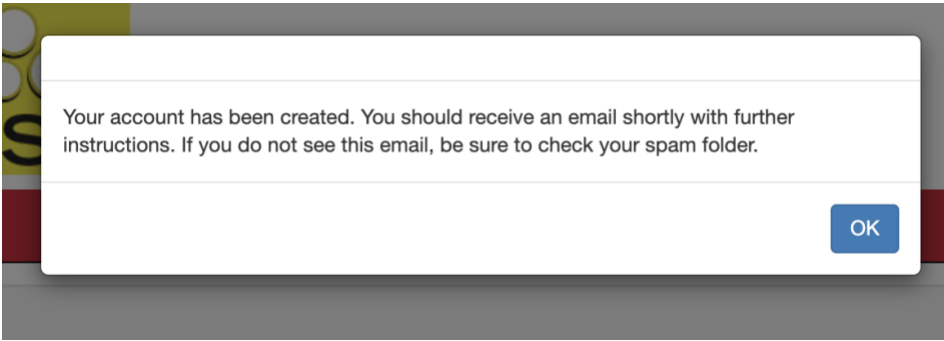 S
Your account has been created. You should receive an email shortly with further
instructions. If you do not see this email, be sure to check your spam folder.
OK